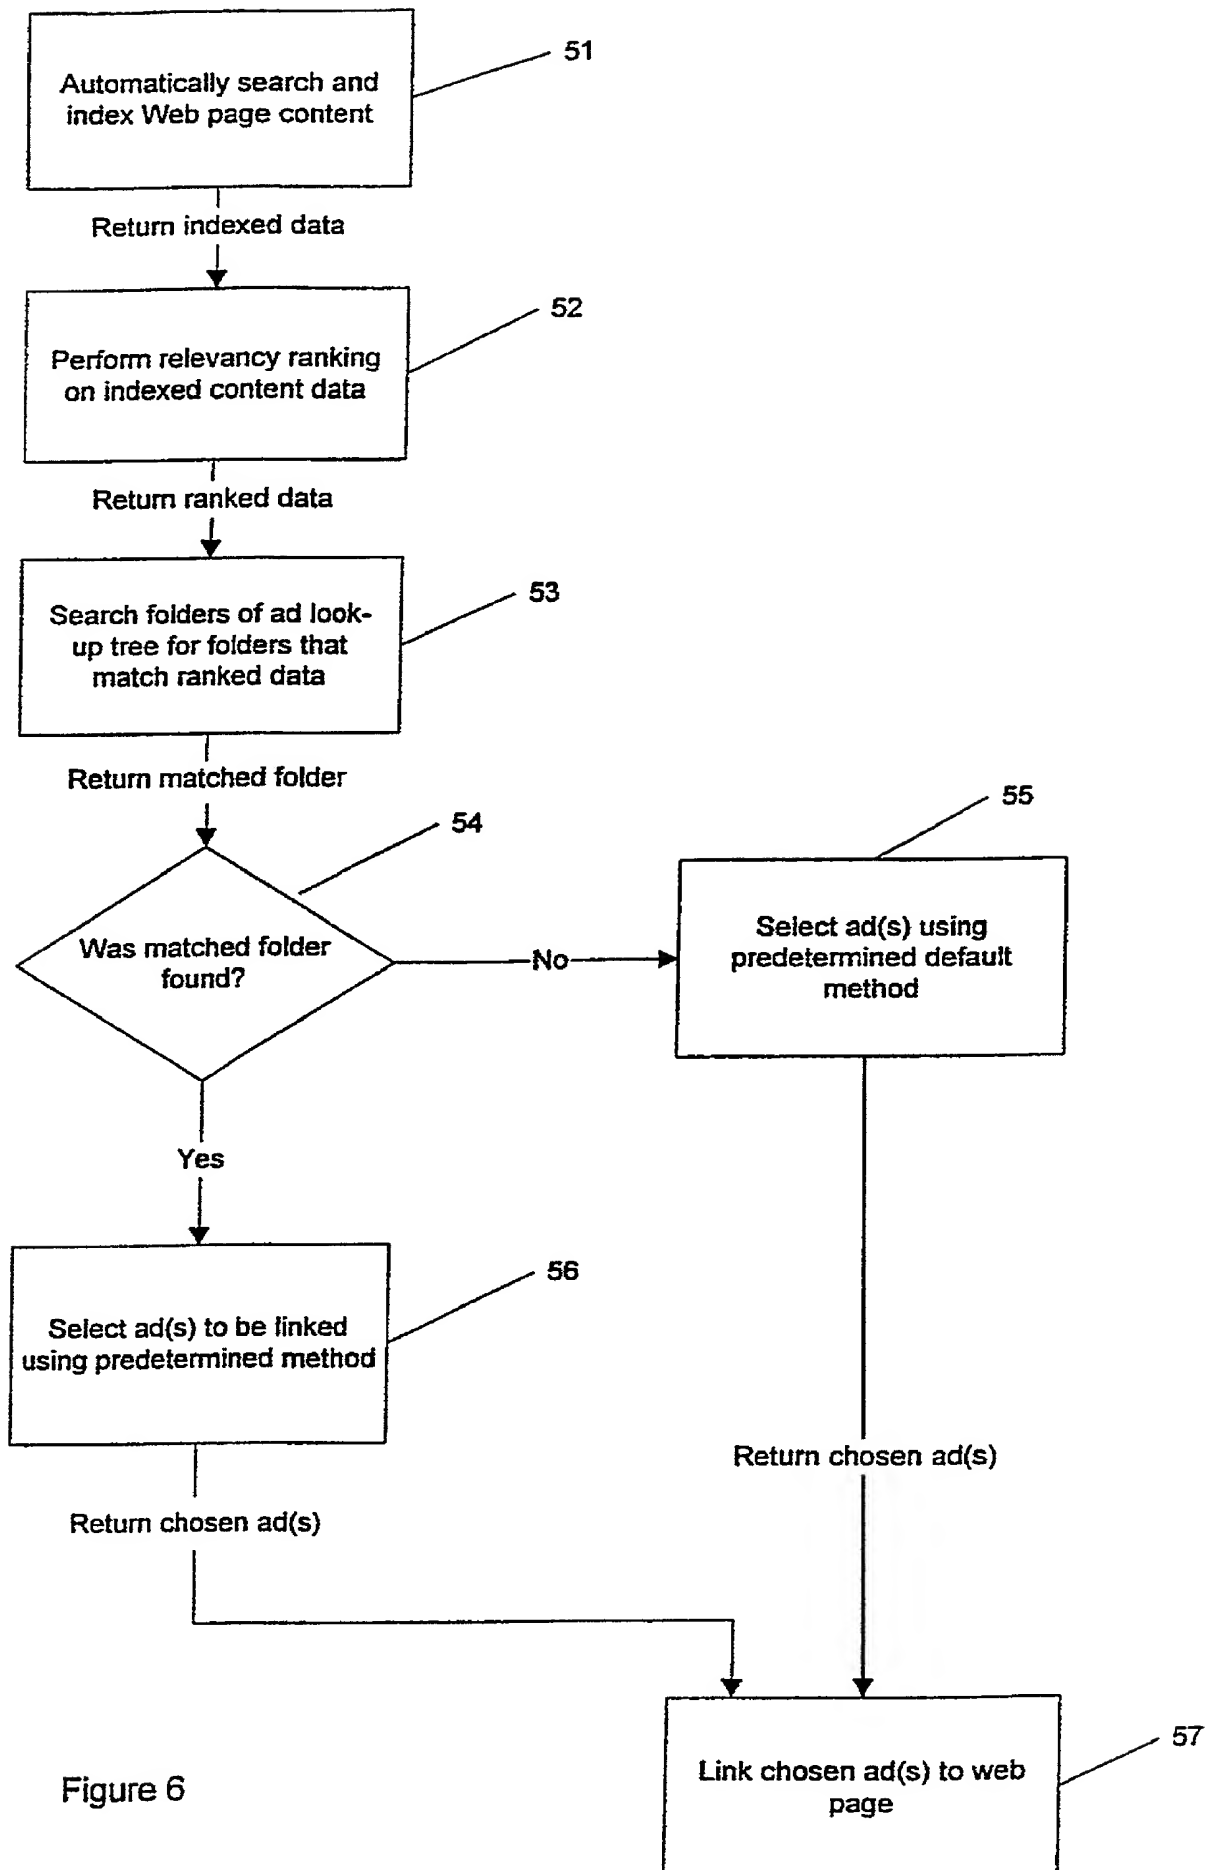 51
Automatically search and
index Web page content
Return indexed data
52
Perform relevancy ranking
on indexed content data
Return ranked data
53
Search folders of ad look-
up tree for folders that
match ranked data
Return matched folder
54
Was matched folder
found?
No
55
Select ad(s) using
predetermined default
method
Yes
56
Select ad(s) to be linked
using predetermined method
Return chosen ad(s)
Return chosen ad(s)
57
Link chosen ad(s) to web
page
Figure 6